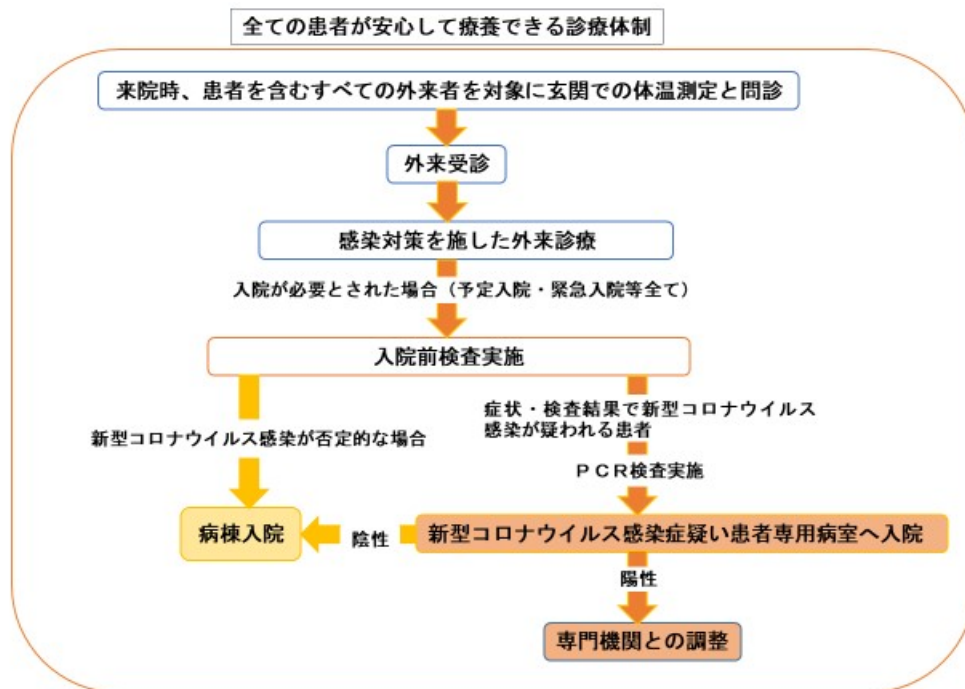 全ての患者が安心して療養できる診療体制
来院時、患者を含むすべての外来者を対象に玄関での体温測定と問診
外来受診
感染対策を施した外来診療
入院が必要とされた場合（予定入院・緊急入院等全て）
入院前検査実施
新型コロナウイルス感染が否定的な場合
症状・検査結果で新型コロナウイルス
感染が疑われる患者
ＰＣＲ検査実施
病棟入院
陰性
新型コロナウイルス感染症疑い患者専用病室へ入院
陽性
専門機関との調整